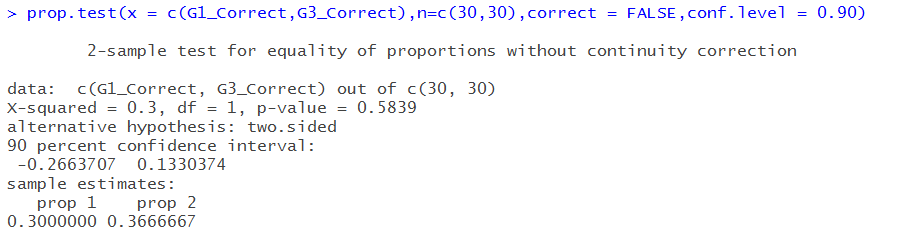 > prop.test(x = c(G1_Correct,G3_Correct),n=c(30,30),correct = FALSE,conf.level = 0.90)
2-sample test for equality of proportions without continuity correction
data:  c(G1_Correct, G3_Correct) out of c(30, 30)
X-squared = 0.3, df = 1, p-value = 0.5839
alternative hypothesis: two.sided
90 percent confidence interval:
-0.2663707  0.1330374
sample estimates:
prop 1    prop 2
0.3000000 0.3666667